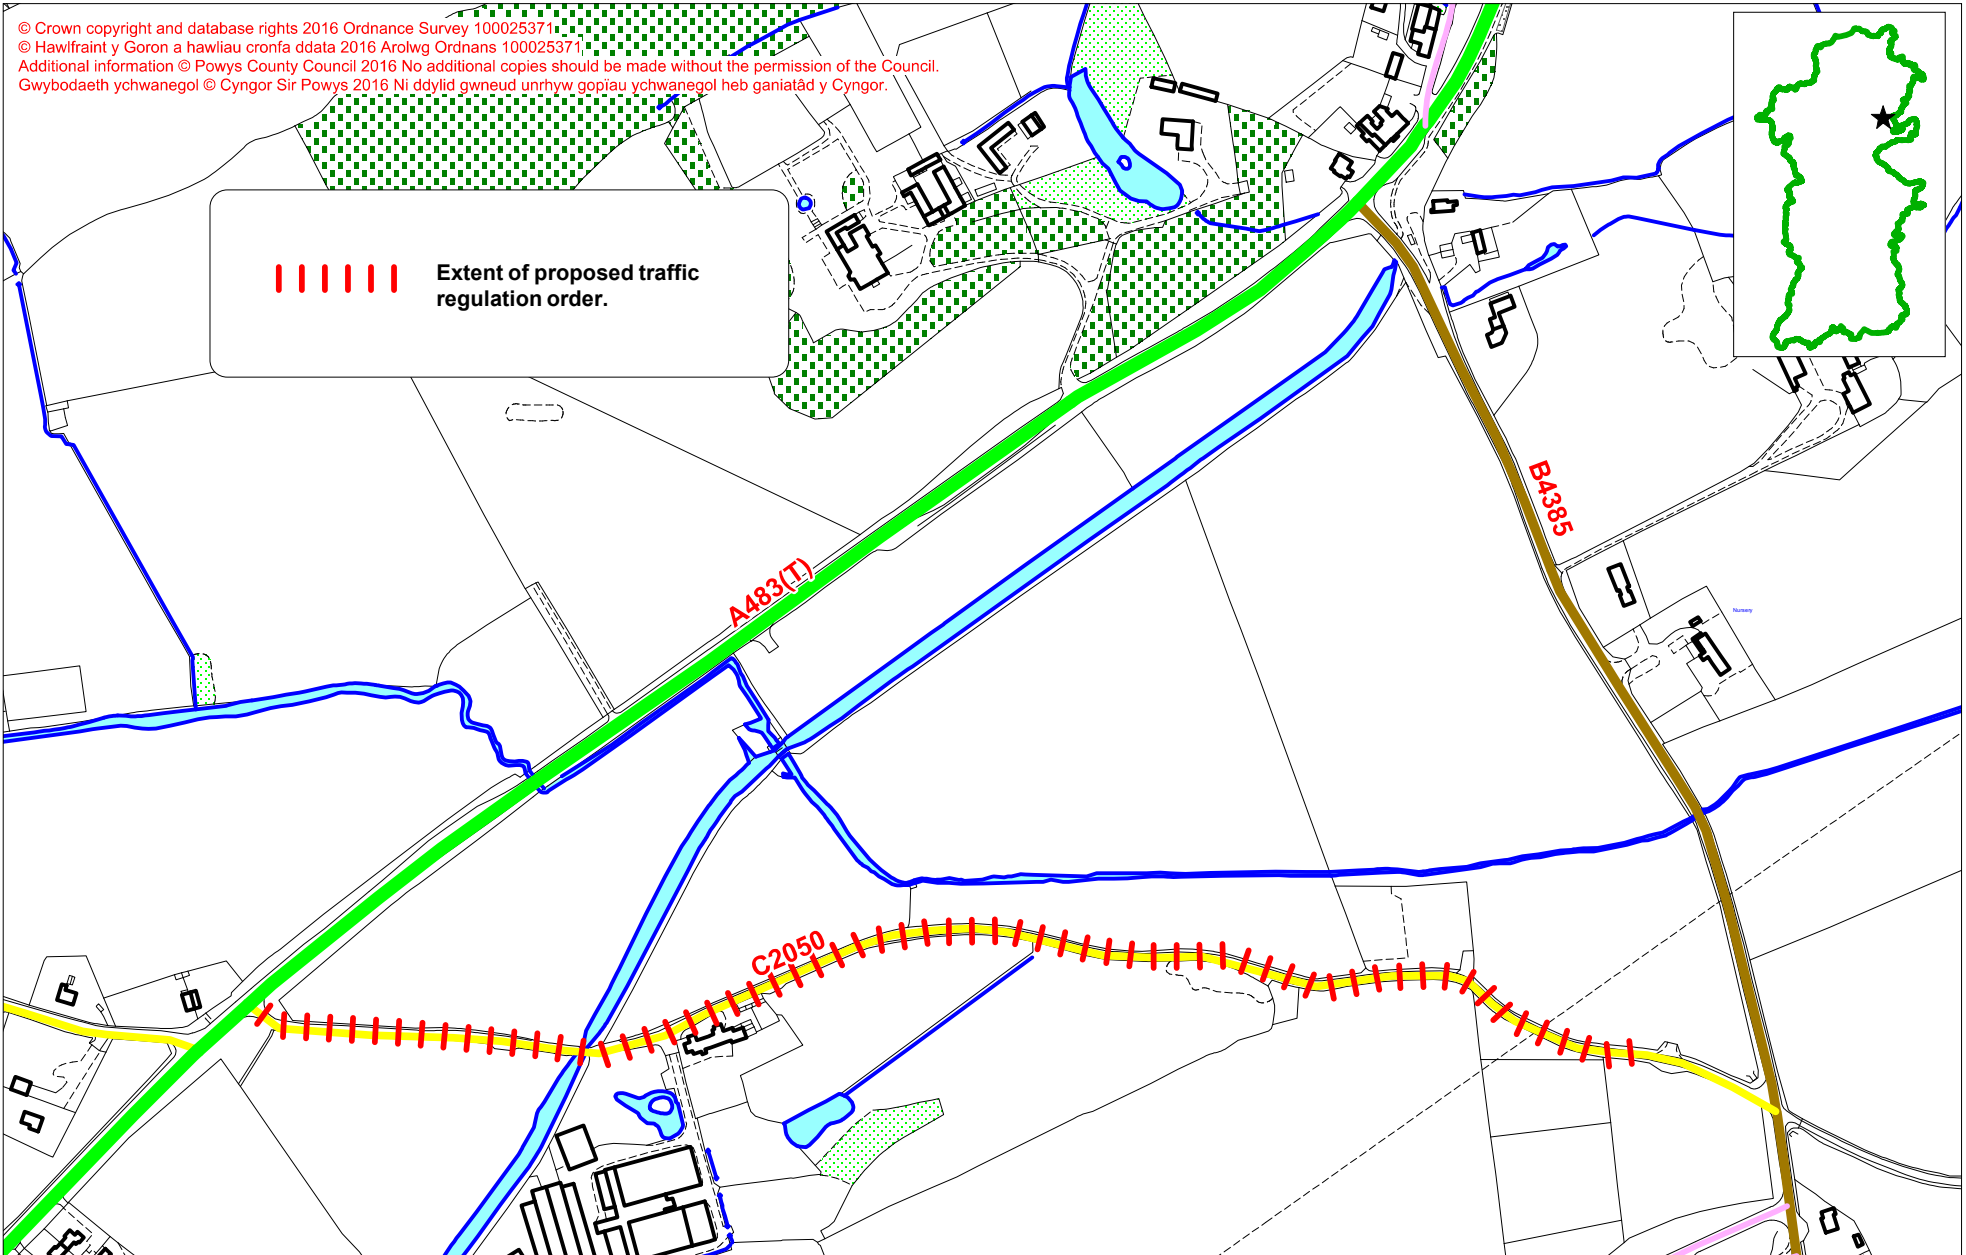 © Crown copyright and database rights 2016 Ordnance Survey 100025371
© Hawlfraint y Goron a hawliau cronfa ddata 2016 Arolwg Ordnans 100025371
Additional information © Powys County Council 2016 No additional copies should be made without the permission of the Council.
Gwybodaeth ychwanegol © Cyngor Sir Powys 2016 Ni ddylid gwneud unrhyw gopïau ychwanegol heb ganiatâd y Cyngor.
Extent of proposed traffic
regulation order.
B4385
A483(T)
Nursery
C2050